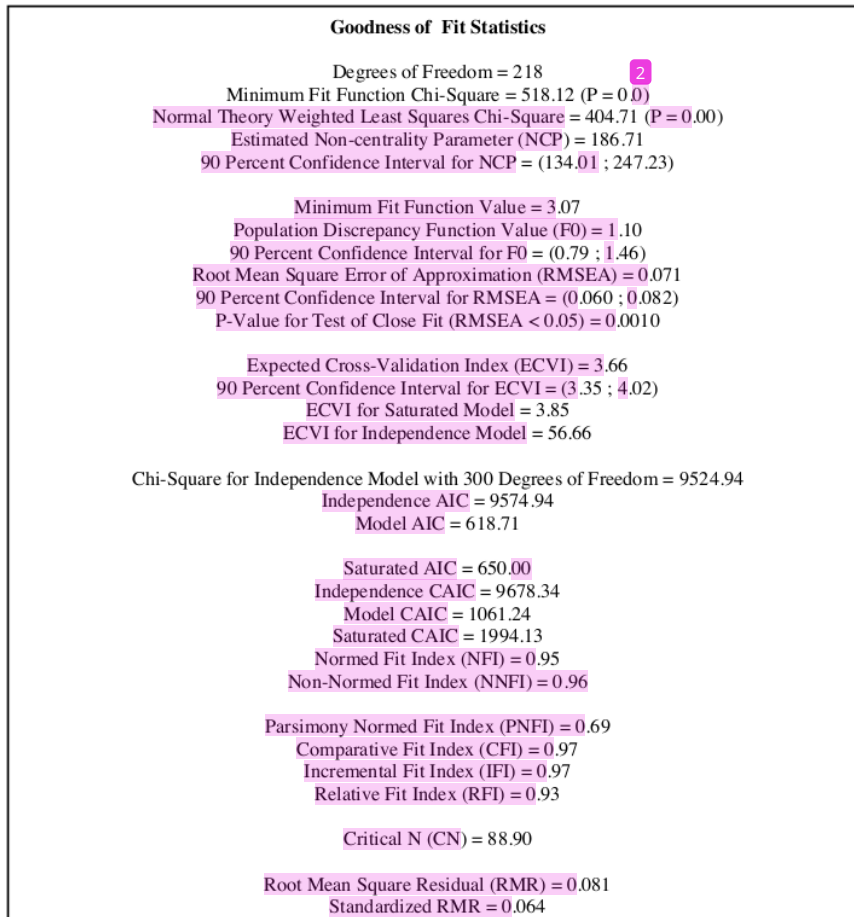 Goodness of Fit Statistics
Degrees of Freedom = 218
2
Minimum Fit Function Chi-Square = 518.12 (P = 0.0)
Normal Theory Weighted Least Squares Chi-Square = 404.71 (P = 0.00)
Estimated Non-centrality Parameter (NCP) = 186.71
90 Percent Confidence Interval for NCP = (134.01 ; 247.23)
Minimum Fit Function Value = 3.07
Population Discrepancy Function Value (F0) = 1.10
90 Percent Confidence Interval for F0 = (0.79 ; 1.46)
Root Mean Square Error of Approximation (RMSEA) = 0.071
90 Percent Confidence Interval for RMSEA = (0.060 ; 0.082)
P-Value for Test of Close Fit (RMSEA < 0.05) = 0.0010
Expected Cross-Validation Index (ECVI) = 3.66
90 Percent Confidence Interval for ECVI = (3.35 ; 4.02)
ECVI for Saturated Model = 3.85
ECVI for Independence Model = 56.66
Chi-Square for Independence Model with 300 Degrees of Freedom = 9524.94
Independence AIC = 9574.94
Model AIC = 618.71
Saturated AIC = 650.00
Independence CAIC = 9678.34
Model CAIC = 1061.24
Saturated CAIC = 1994.13
Normed Fit Index (NFI) = 0.95
Non-Normed Fit Index (NNFI) = 0.96
Parsimony Normed Fit Index (PNFI) = 0.69
Comparative Fit Index (CFI) = 0.97
Incremental Fit Index (IFI) = 0.97
Relative Fit Index (RFI) = 0.93
Critical N (CN) = 88.90
Root Mean Square Residual (RMR) = 0.081
Standardized RMR = 0.064